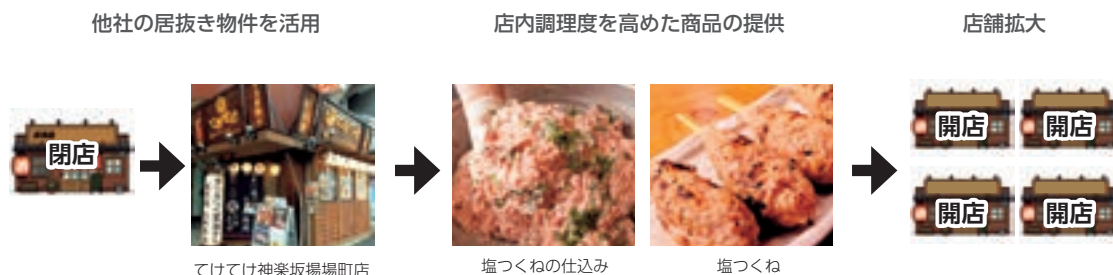 他社の居抜き物件を活用
店内調理度を高めた商品の提供
店舗拡大
閉店
開店
開店
開店
開店
てけてけ神楽坂揚場町店
塩つくねの仕込み
塩つくね